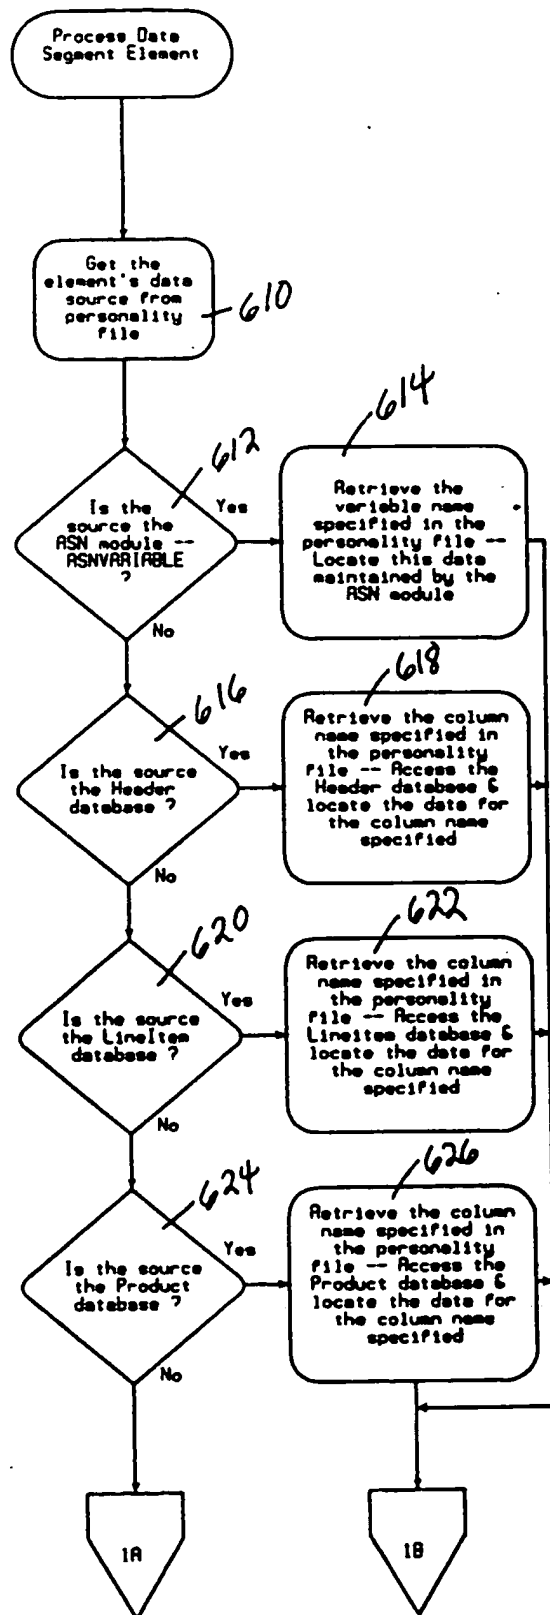 Process Data
Segment Element
Get the
element's data
source from
personality
file
610
612
Is the
source the
ASN module --
ASNVARIABLE
?
Yes
No
614
Retrieve the
variable name
specified in the
personality file --
Locate this data
maintained by the
ASN module
616
Is the source
the Header
database ?
Yes
No
618
Retrieve the column
name specified in
the personality
file -- Access the
Header database &
locate the data for
the column name
specified
620
Is the source
the LineItem
database ?
Yes
No
622
Retrieve the column
name specified in
the personality
file -- Access the
Lineitem database &
locate the data for
the column name
specified
624
Is the source
the Product
database ?
Yes
No
626
Retrieve the column
name specified in
the personality
file -- Access the
Product database &
locate the data for
the column name
specified
1A
1B